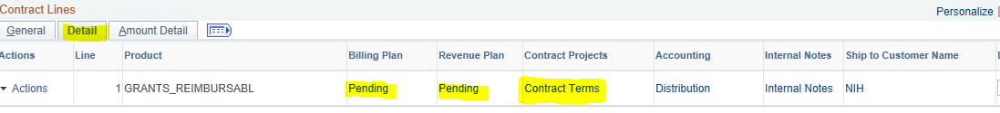 Contract Lines
Personalize |
General Detail Amount Detail
Actions Line Product Billing Plan Revenue Plan Contract Projects Accounting Internal Notes Ship to Customer Name
Actions 1 GRANTS_REIMBURSABL Pending Pending Contract Terms Distribution Internal Notes NIH